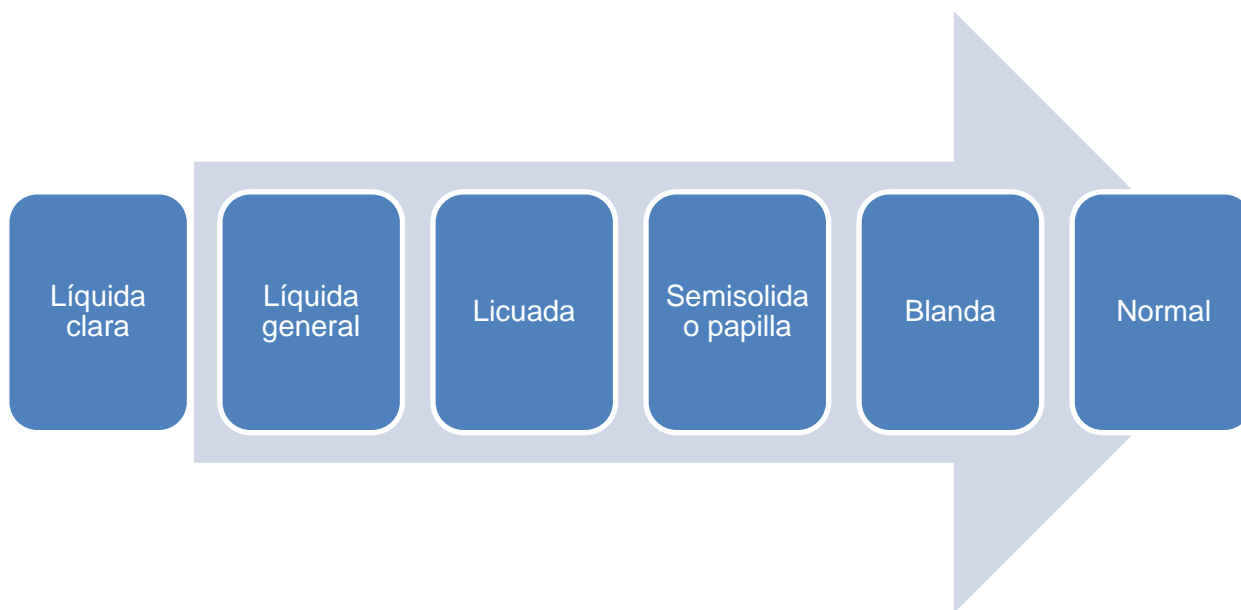 Líquida
clara
Líquida
general
Licuada
Semisolida
o papilla
Blanda
Normal